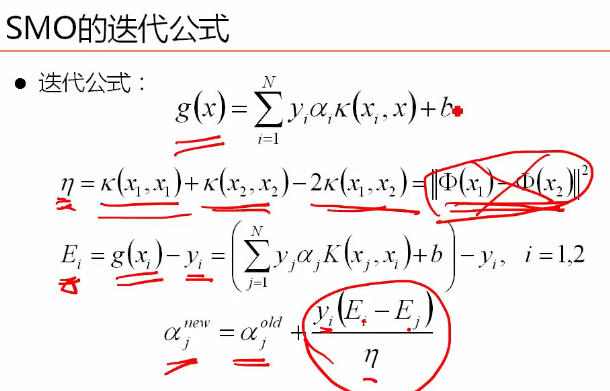 SMO的迭代公式
● 迭代公式：
g(x) = ∑_{i=1}^{N} y_i α_i κ(x_i, x) + b
η = κ(x_1, x_1) + κ(x_2, x_2) − 2κ(x_1, x_2) = ‖Φ(x_1) − Φ(x_2)‖²
E_i = g(x_i) − y_i = (∑_{j=1}^{N} y_j α_j K(x_j, x_i) + b) − y_i, i = 1,2
α_j^{new} = α_j^{old} + y_i(E_i − E_j) / η